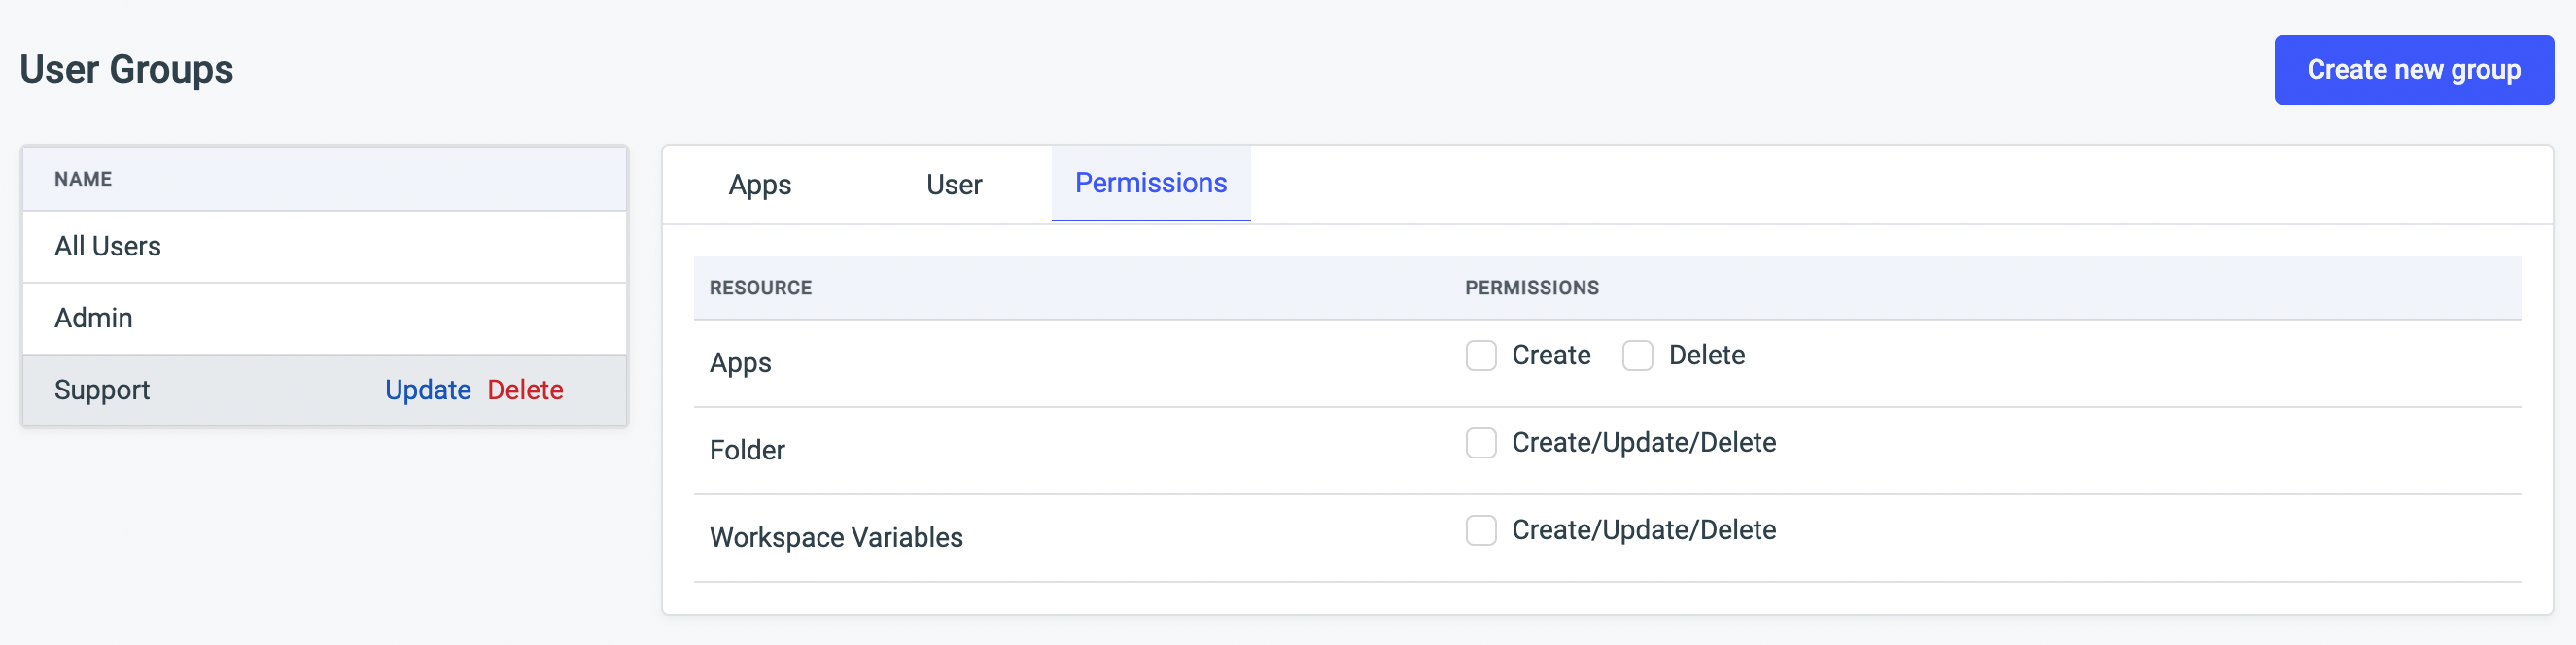 User Groups
Create new group
NAME
All Users
Admin
Support Update Delete
Apps User Permissions
RESOURCE PERMISSIONS
Apps Create Delete
Folder Create/Update/Delete
Workspace Variables Create/Update/Delete